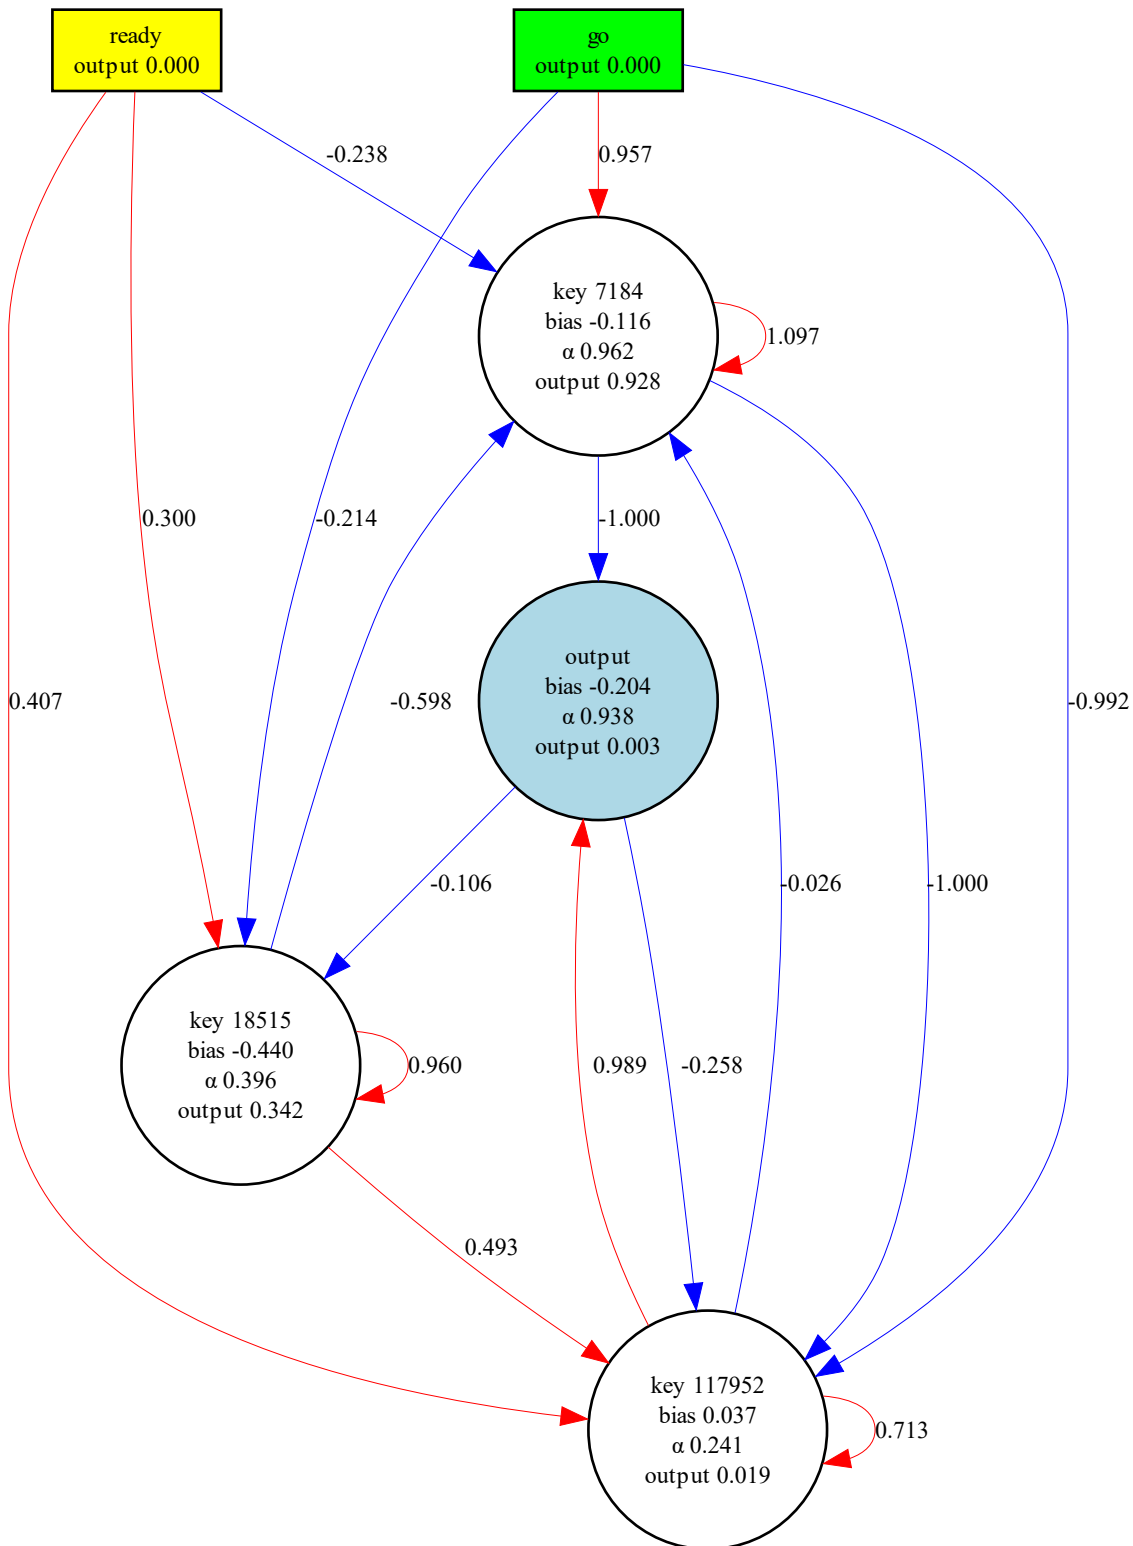 ready
output 0.000
go
output 0.000
-0.238
0.957
key 7184
bias -0.116
α 0.962
output 0.928
1.097
0.300
-0.214
-1.000
output
bias -0.204
α 0.938
output 0.003
0.407
-0.598
-0.992
-0.106
-0.026
-1.000
key 18515
bias -0.440
α 0.396
output 0.342
0.960
0.989
-0.258
0.493
key 117952
bias 0.037
α 0.241
output 0.019
0.713